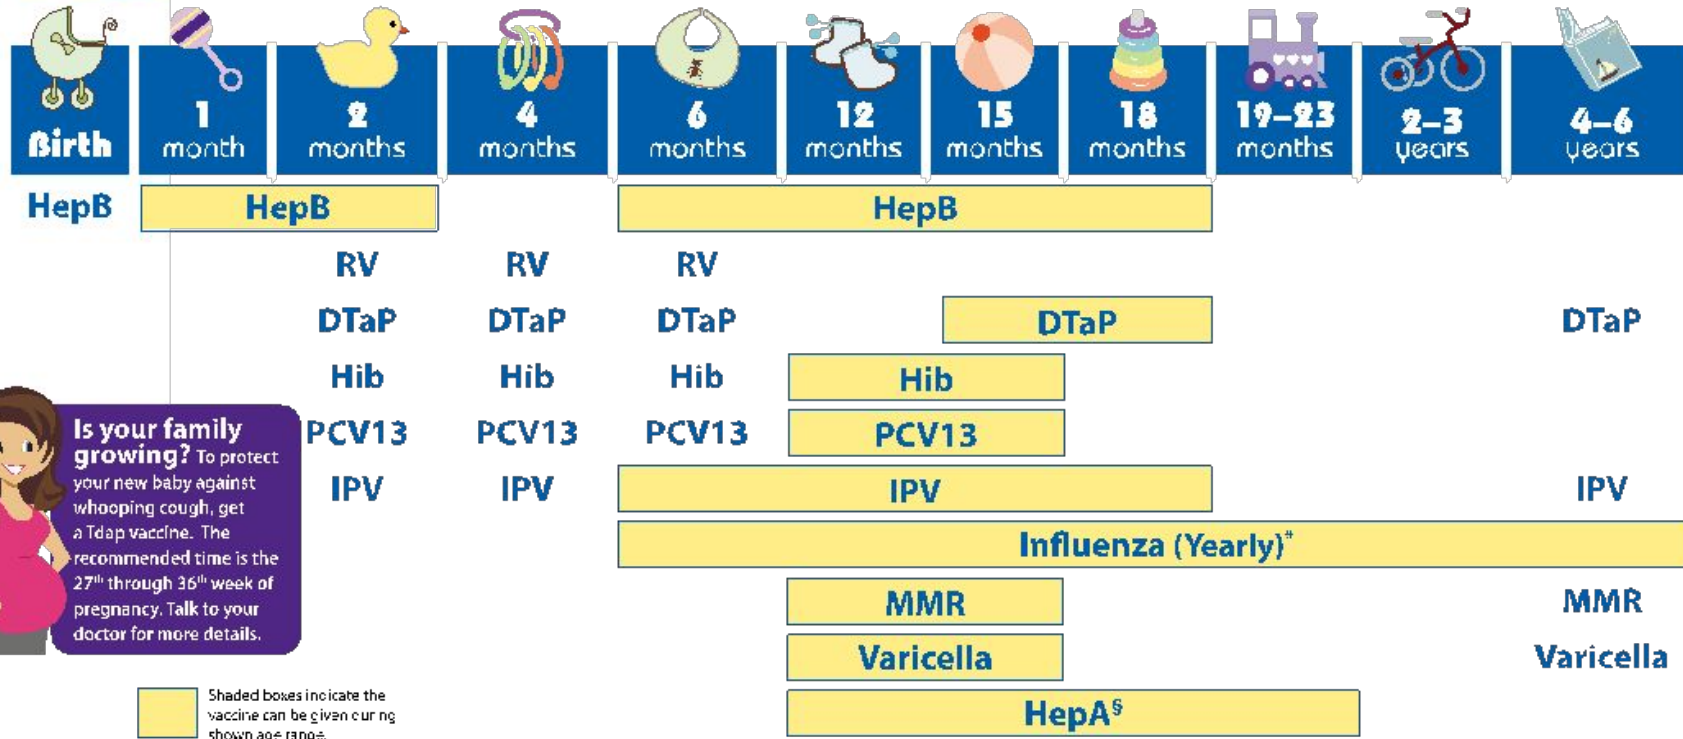 Birth
1 month
2 months
4 months
6 months
12 months
15 months
18 months
19–23 months
2–3 years
4–6 years
HepB HepB HepB
RV RV RV
DTaP DTaP DTaP DTaP DTaP
Hib Hib Hib Hib
PCV13 PCV13 PCV13 PCV13
IPV IPV IPV IPV
Influenza (Yearly)*
MMR MMR
Varicella Varicella
HepA§
Is your family
growing? To protect
your new baby against
whooping cough, get
a Tdap vaccine. The
recommended time is the
27th through 36th week of
pregnancy. Talk to your
doctor for more details.
Shaded boxes indicate the
vaccine can be given during
shown age range.